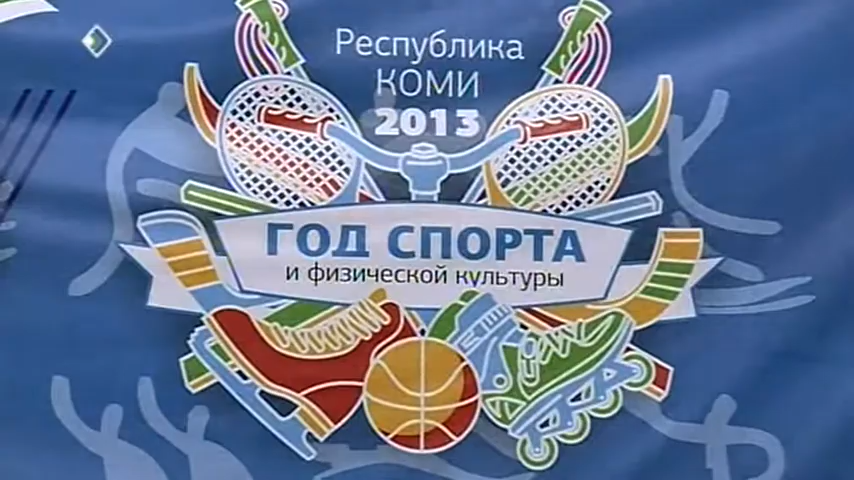 Республика
КОМИ
2013
ГОД СПОРТА
и физической культуры